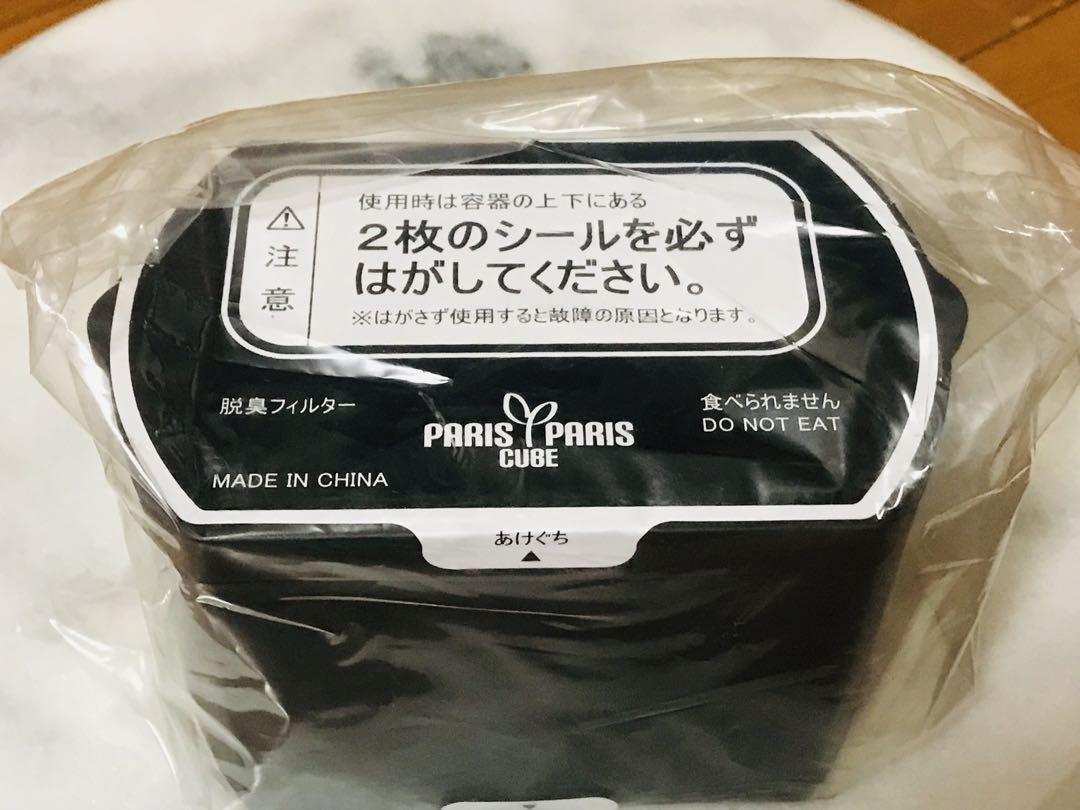 注意
使用時は容器の上下にある
2枚のシールを必ず
はがしてください。
※はがさず使用すると故障の原因となります。
脱臭フィルター
食べられません
DO NOT EAT
PARIS PARIS
CUBE
MADE IN CHINA
あけぐち